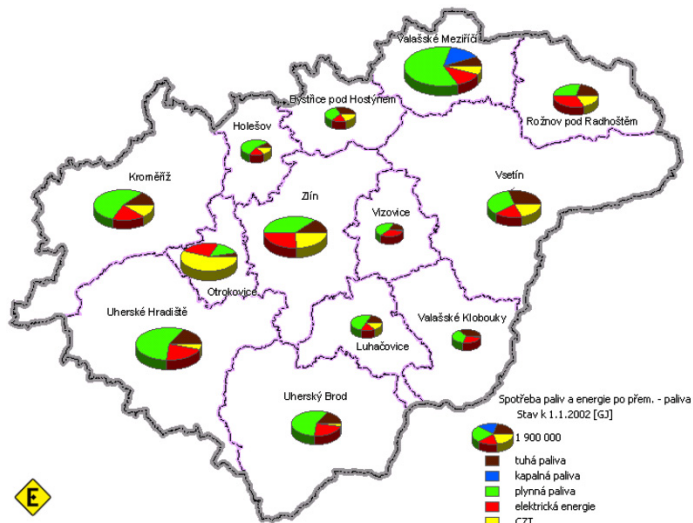 Valašské Meziříčí
Bystřice pod Hostýnem
Rožnov pod Radhoštěm
Holešov
Kroměříž
Zlín
Vsetín
Vizovice
Otrokovice
Uherské Hradiště
Valašské Klobouky
Luhačovice
Uherský Brod
Spotřeba paliv a energie po přem. - paliva
Stav k 1.1.2002 [GJ]
1 900 000
tuhá paliva
kapalná paliva
plynná paliva
elektrická energie
CZT
E